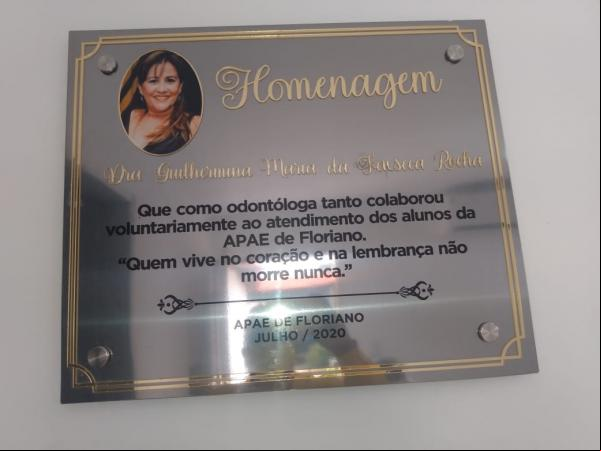 Homenagem
Dra Guilhermina Maria da Fonseca Rocha
Que como odontóloga tanto colaborou
voluntariamente ao atendimento dos alunos da
APAE de Floriano.
“Quem vive no coração e na lembrança não
morre nunca.”
APAE DE FLORIANO
JULHO / 2020